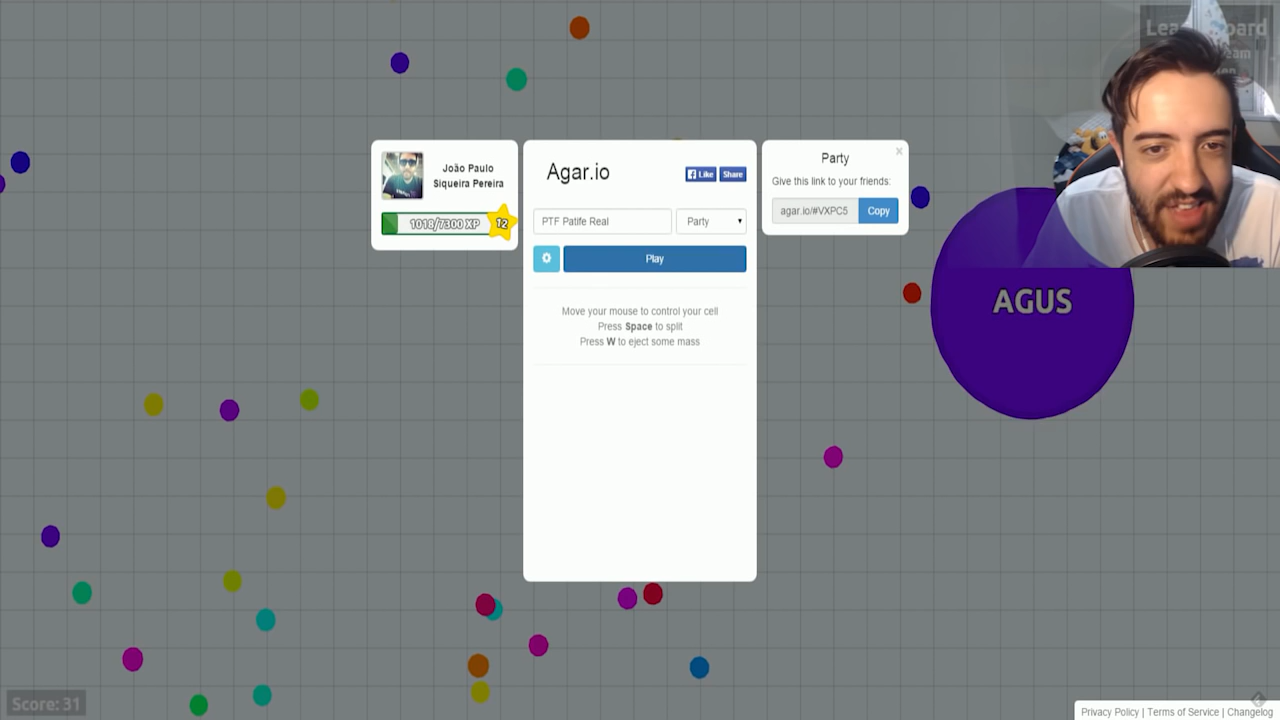 Leaderboard
João Paulo
Siqueira Pereira
1018/7300 XP
12
Agar.io
Like
Share
PTF Patife Real
Party
Play
Move your mouse to control your cell
Press Space to split
Press W to eject some mass
Party
×
Give this link to your friends:
agar.io/#VXPC5
Copy
AGUS
Score: 31
Privacy Policy | Terms of Service | Changelog